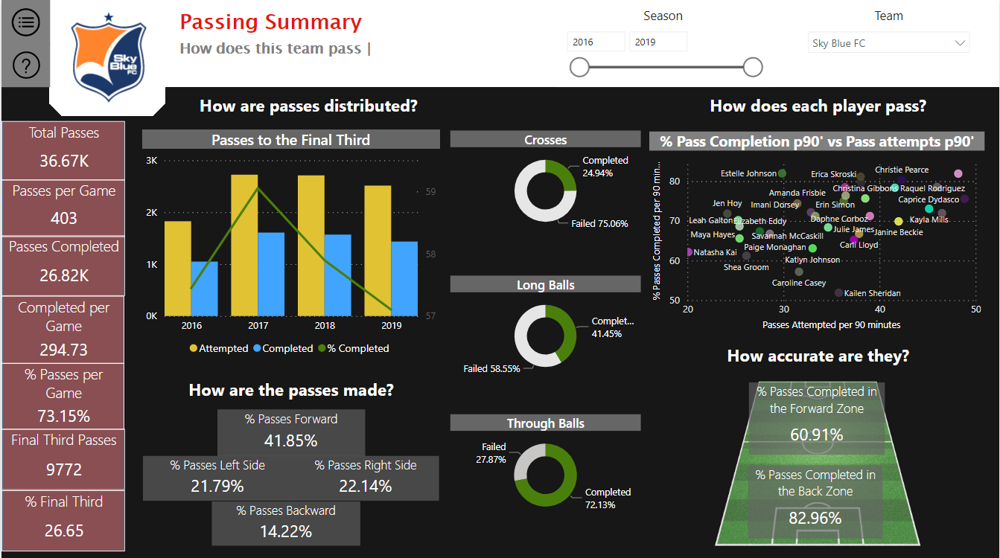 Sky
Blue
FC
Passing Summary
How does this team pass |
Season
2016
2019
Team
Sky Blue FC
?
Total Passes
36.67K
Passes per Game
403
Passes Completed
26.82K
Completed per
Game
294.73
% Passes per
Game
73.15%
Final Third Passes
9772
% Final Third
26.65
How are passes distributed?
Passes to the Final Third
3K
2K
1K
0K
59
58
57
2016
2017
2018
2019
Attempted
Completed
% Completed
How are the passes made?
% Passes Forward
41.85%
% Passes Left Side
21.79%
% Passes Right Side
22.14%
% Passes Backward
14.22%
Crosses
Completed
24.94%
Failed 75.06%
Long Balls
Complet...
41.45%
Failed 58.55%
Through Balls
Failed
27.87%
Completed
72.13%
How does each player pass?
% Pass Completion p90' vs Pass attempts p90'
% Passes Completed per 90 min...
80
70
60
50
Estelle Johnson
Erica Skroski
Christie Pearce
Christina Gibbons
Raquel Rodriguez
Amanda Frisbie
Caprice Dydasco
Jen Hoy
Imani Dorsey
Erin Simon
Leah Galton
Elizabeth Eddy
Daphne Corboz
Kayla Mills
Maya Hayes
Savannah McCaskill
Julie James
Janine Beckie
Natasha Kai
Paige Monaghan
Carli Lloyd
Shea Groom
Katlyn Johnson
Caroline Casey
Kailen Sheridan
20
30
40
50
Passes Attempted per 90 minutes
How accurate are they?
% Passes Completed in
the Forward Zone
60.91%
% Passes Completed in
the Back Zone
82.96%